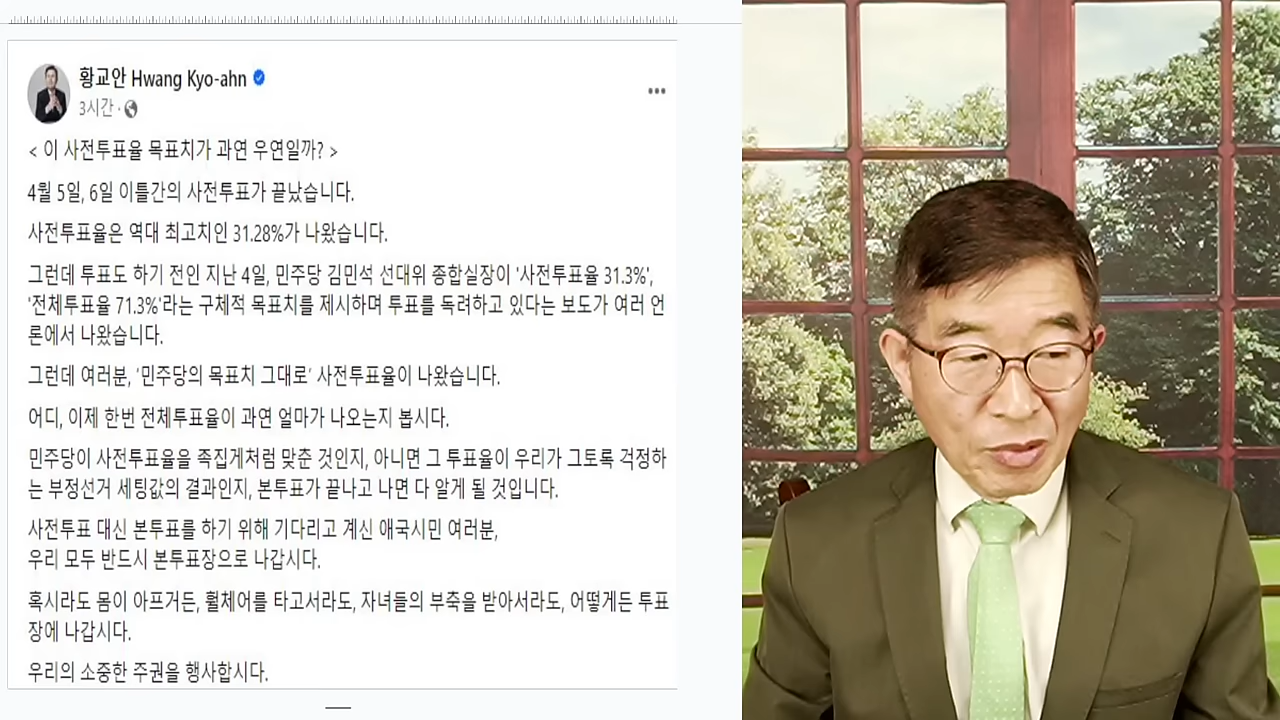 황교안 Hwang Kyo-ahn
3시간 ·
< 이 사전투표율 목표치가 과연 우연일까? >
4월 5일, 6일 이틀간의 사전투표가 끝났습니다.
사전투표율은 역대 최고치인 31.28%가 나왔습니다.
그런데 투표도 하기 전인 지난 4일, 민주당 김민석 선대위 종합실장이 '사전투표율 31.3%',
'전체투표율 71.3%'라는 구체적 목표치를 제시하며 투표를 독려하고 있다는 보도가 여러 언
론에서 나왔습니다.
그런데 여러분, '민주당의 목표치 그대로' 사전투표율이 나왔습니다.
어디, 이제 한번 전체투표율이 과연 얼마가 나오는지 봅시다.
민주당이 사전투표율을 족집게처럼 맞춘 것인지, 아니면 그 투표율이 우리가 그토록 걱정하
는 부정선거 세팅값의 결과인지, 본투표가 끝나고 나면 다 알게 될 것입니다.
사전투표 대신 본투표를 하기 위해 기다리고 계신 애국시민 여러분,
우리 모두 반드시 본투표장으로 나갑시다.
혹시라도 몸이 아프거든, 휠체어를 타고서라도, 자녀들의 부축을 받아서라도, 어떻게든 투표
장에 나갑시다.
우리의 소중한 주권을 행사합시다.